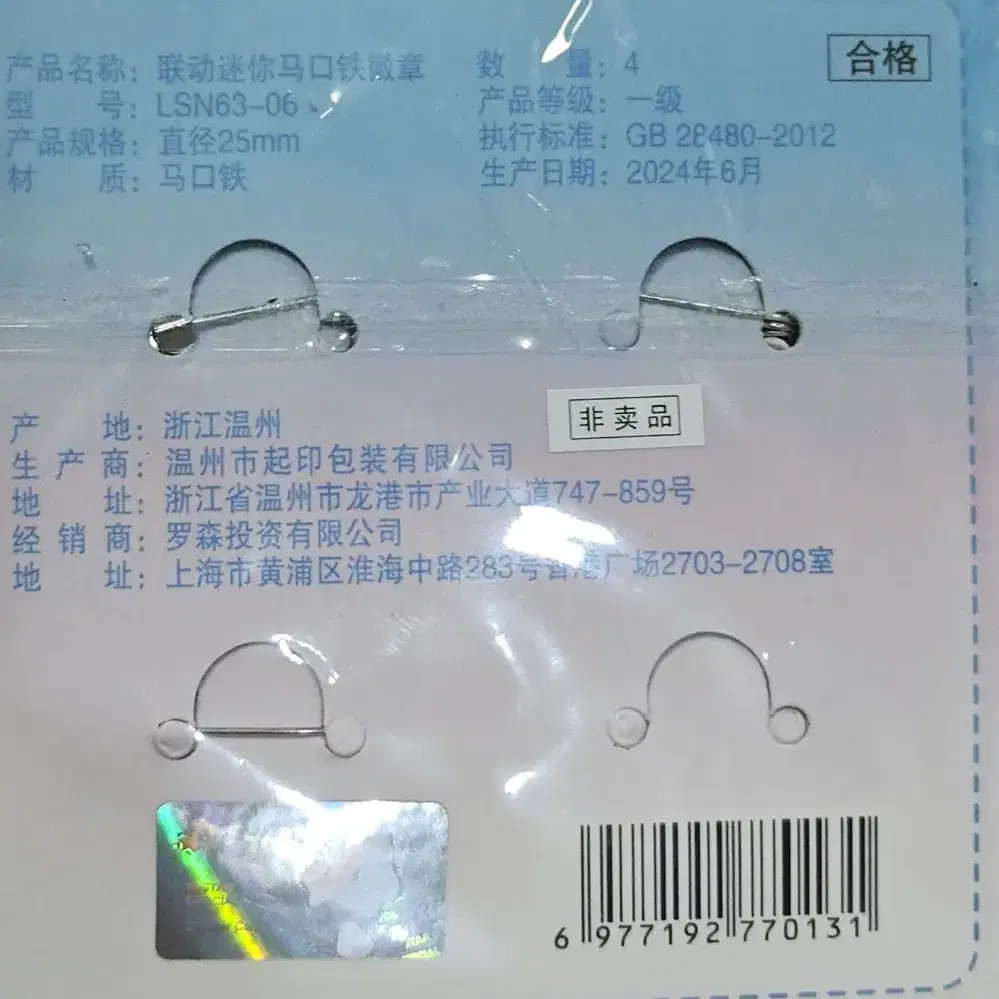 合格
产品名称：联动迷你马口铁徽章
数量：4
型号：LSN63-06
产品等级：一级
产品规格：直径25mm
执行标准：GB 28480-2012
材质：马口铁
生产日期：2024年6月
非卖品
产地：浙江温州
生产商：温州市起印包装有限公司
地址：浙江省温州市龙港市产业大道747-859号
经销商：罗森投资有限公司
地址：上海市黄浦区淮海中路283号香港广场2703-2708室
6 977192 770131